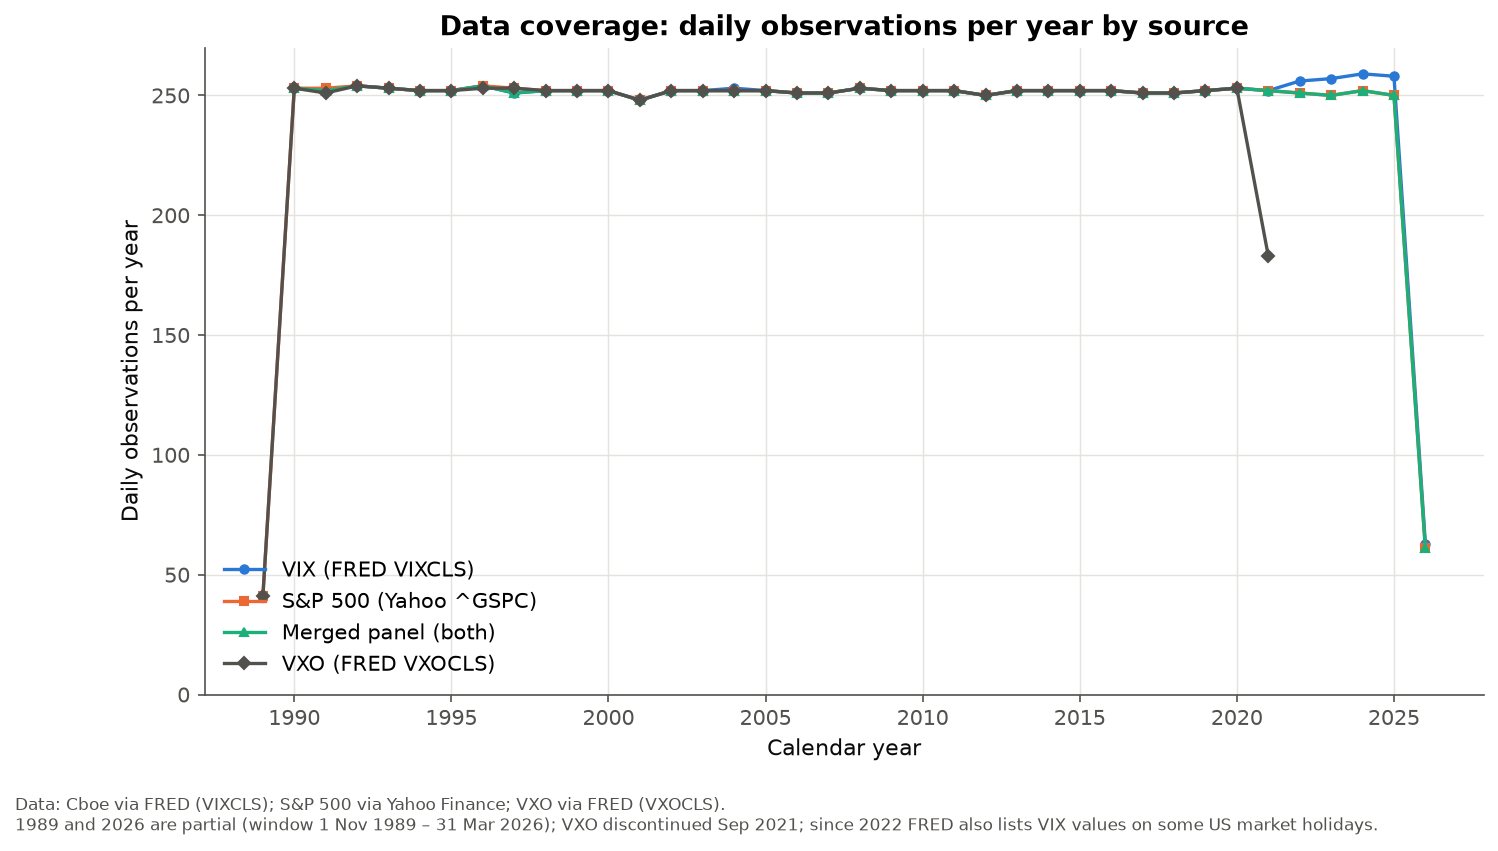 Data coverage: daily observations per year by source
Daily observations per year
250
200
150
100
50
0
VIX (FRED VIXCLS)
S&P 500 (Yahoo ^GSPC)
Merged panel (both)
VXO (FRED VXOCLS)
1990 1995 2000 2005 2010 2015 2020 2025
Calendar year
Data: Cboe via FRED (VIXCLS); S&P 500 via Yahoo Finance; VXO via FRED (VXOCLS).
1989 and 2026 are partial (window 1 Nov 1989 – 31 Mar 2026); VXO discontinued Sep 2021; since 2022 FRED also lists VIX values on some US market holidays.